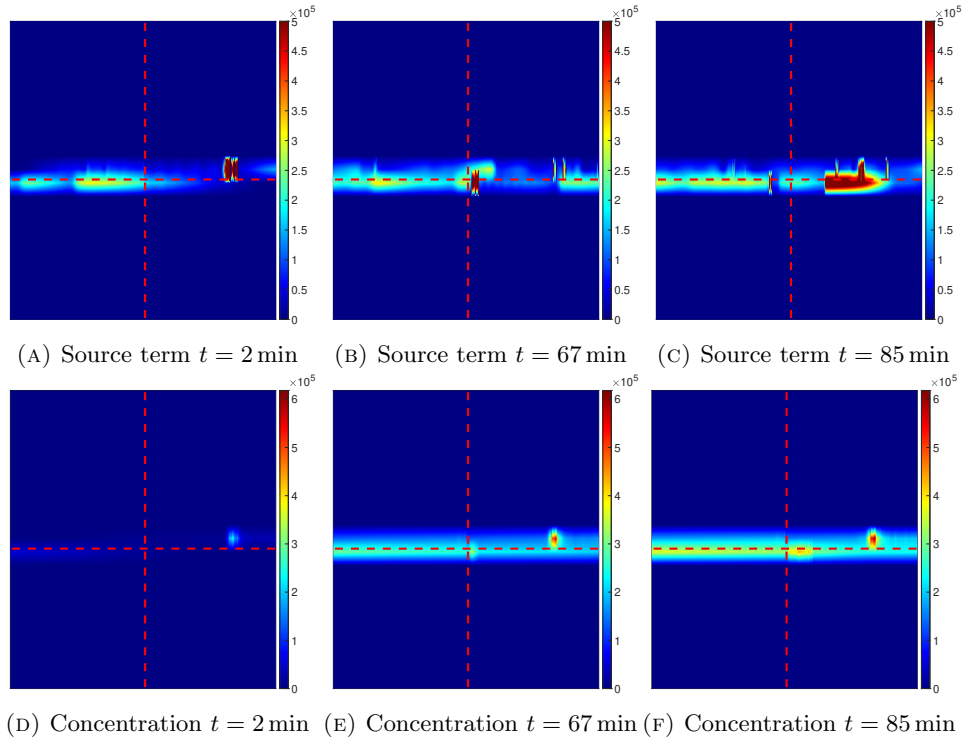 ×10⁵ ×10⁵ ×10⁵
5 5 5
4.5 4.5 4.5
4 4 4
3.5 3.5 3.5
3 3 3
2.5 2.5 2.5
2 2 2
1.5 1.5 1.5
1 1 1
0.5 0.5 0.5
0 0 0
(A) Source term t = 2 min (B) Source term t = 67 min (C) Source term t = 85 min
×10⁵ ×10⁵ ×10⁵
6 6 6
5 5 5
4 4 4
3 3 3
2 2 2
1 1 1
0 0 0
(D) Concentration t = 2 min (E) Concentration t = 67 min (F) Concentration t = 85 min